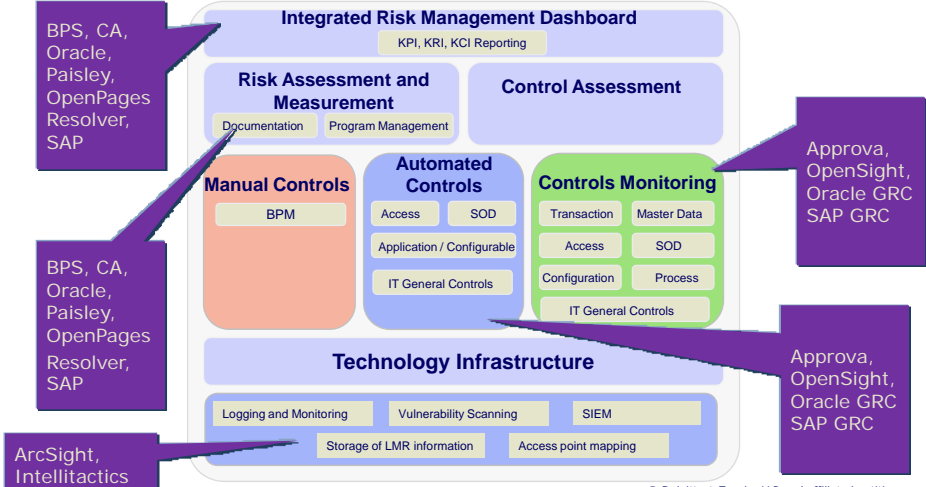 Integrated Risk Management Dashboard
KPI, KRI, KCI Reporting
BPS, CA,
Oracle,
Paisley,
OpenPages
Resolver,
SAP
Risk Assessment and
Measurement
Documentation
Program Management
Control Assessment
Approva,
OpenSight,
Oracle GRC
SAP GRC
Manual Controls
BPM
Automated
Controls
Access
SOD
Application / Configurable
IT General Controls
Controls Monitoring
Transaction
Master Data
Access
SOD
Configuration
Process
IT General Controls
BPS, CA,
Oracle,
Paisley,
OpenPages
Resolver,
SAP
Technology Infrastructure
Approva,
OpenSight,
Oracle GRC
SAP GRC
Logging and Monitoring
Vulnerability Scanning
SIEM
Storage of LMR information
Access point mapping
ArcSight,
Intellitactics